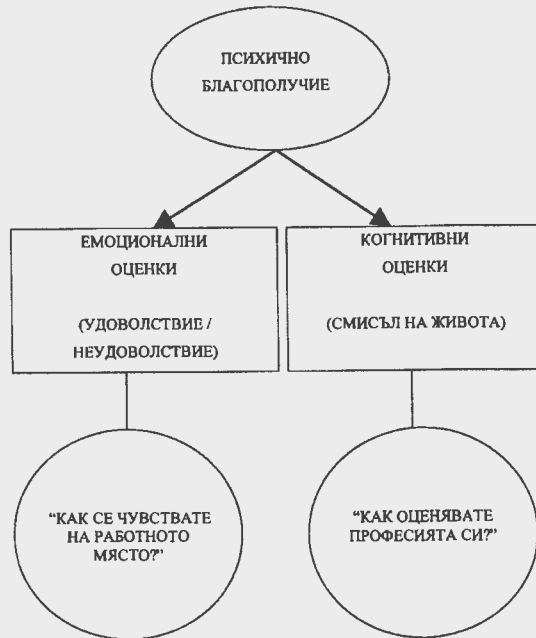 ПСИХИЧНО
БЛАГОПОЛУЧИЕ
ЕМОЦИОНАЛНИ
ОЦЕНКИ
(УДОВОЛСТВИЕ /
НЕУДОВОЛСТВИЕ)
КОГНИТИВНИ
ОЦЕНКИ
(СМИСЪЛ НА ЖИВОТА)
“КАК СЕ ЧУВСТВАТЕ
НА РАБОТНОТО
МЯСТО?”
“КАК ОЦЕНЯВАТЕ
ПРОФЕСИЯТА СИ?”